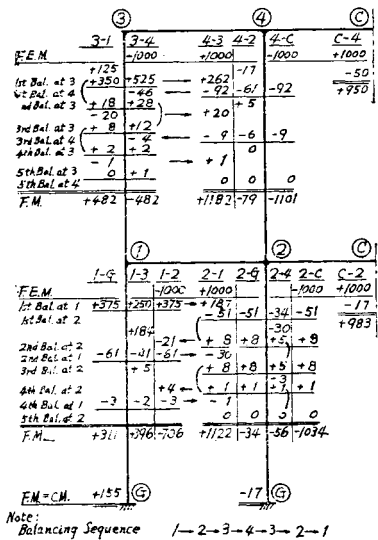 3 4 C
3-1 3-4 4-3 4-2 4-C C-4
F.E.M. -1000 +1000 -1000 +1000
+125 -17 -50
1st Bal. at 3 +350 +525 → +262 +950
1st Bal. at 4 -46 ← -92 -61 -92
2nd Bal. at 3 +18 +28 +5
-20 → +20
3rd Bal. at 3 +8 +12
3rd Bal. at 4 -4 ← -9 -6 -9
4th Bal. at 3 +2 +2 0
-1 → +1
5th Bal. at 3 0 +1
5th Bal. at 4 0 0 0
F.M. +482 -482 +1182 -79 -1101
1 2 C
1-G 1-3 1-2 2-1 2-G 2-4 2-C C-2
F.E.M. -1000 +1000 -1000 +1000
1st Bal. at 1 +375 +250 +375 → +187 -17
1st Bal. at 2 -51 -51 -34 -51 +983
+184 -30
2nd Bal. at 2 -21 ← +8 +8 +5 +8
2nd Bal. at 1 -61 -41 -61 → -30
3rd Bal. at 2 +5 +8 +8 +5 +8
-3
4th Bal. at 2 +4 ← +1 +1 +1 +1
4th Bal. at 1 -3 -2 -3 → -1
5th Bal. at 2 0 0 0 0
F.M. +311 +396 -706 +1122 -34 -56 -1034
F.M.=C.M. +155 G -17 G
Note:
Balancing Sequence 1→2→3→4→3→2→1